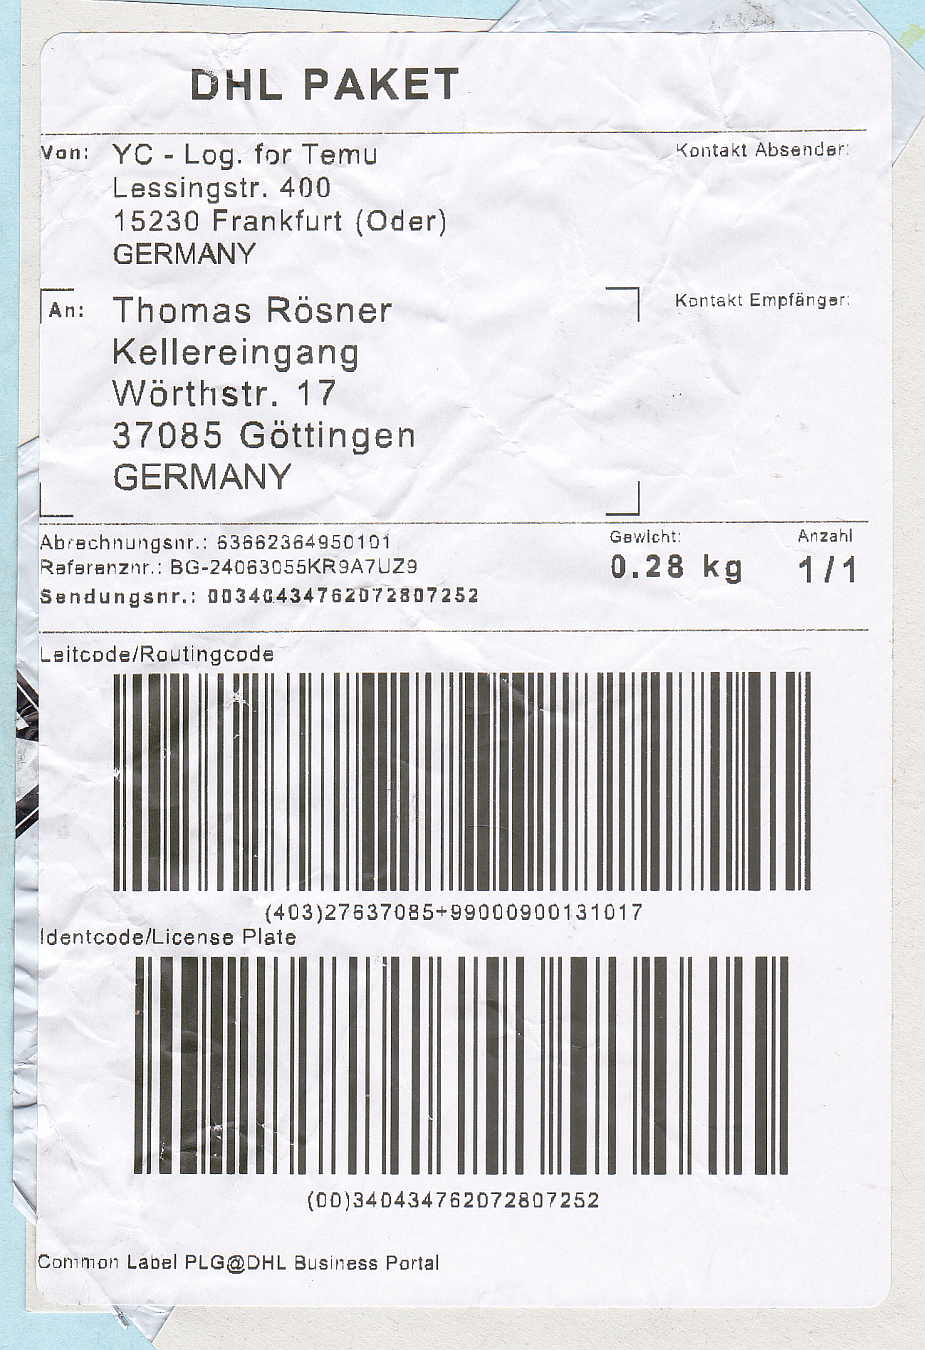 DHL PAKET
Von: YC - Log. for Temu
Kontakt Absender:
Lessingstr. 400
15230 Frankfurt (Oder)
GERMANY
An: Thomas Rösner
Kontakt Empfänger:
Kellereingang
Wörthstr. 17
37085 Göttingen
GERMANY
Abrechnungsnr.: 63662364950101
Gewicht:
Anzahl
Referenznr.: BG-24063055KR9A7UZ9
0.28 kg
1/1
Sendungsnr.: 00340434762072807252
Leitcode/Routingcode
(403)27637085+99000900131017
Identcode/License Plate
(00)340434762072807252
Common Label PLG@DHL Business Portal